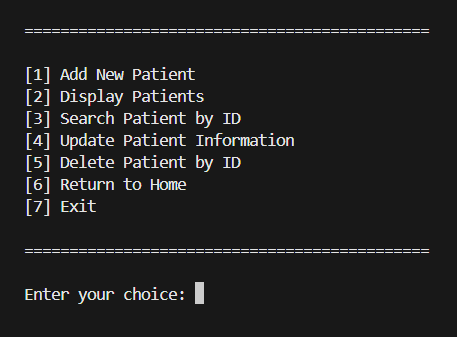 =============================================
[1] Add New Patient
[2] Display Patients
[3] Search Patient by ID
[4] Update Patient Information
[5] Delete Patient by ID
[6] Return to Home
[7] Exit
=============================================
Enter your choice: